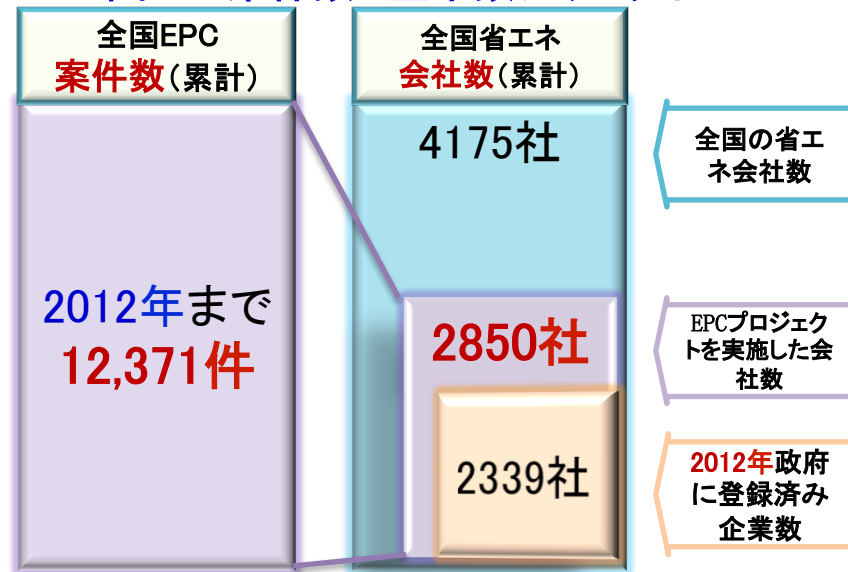 全国EPC
案件数(累計)
2012年まで
12,371件
全国省エネ
会社数(累計)
4175社
2850社
2339社
全国の省エ
ネ会社数
EPCプロジェク
トを実施した会
社数
2012年政府
に登録済み
企業数